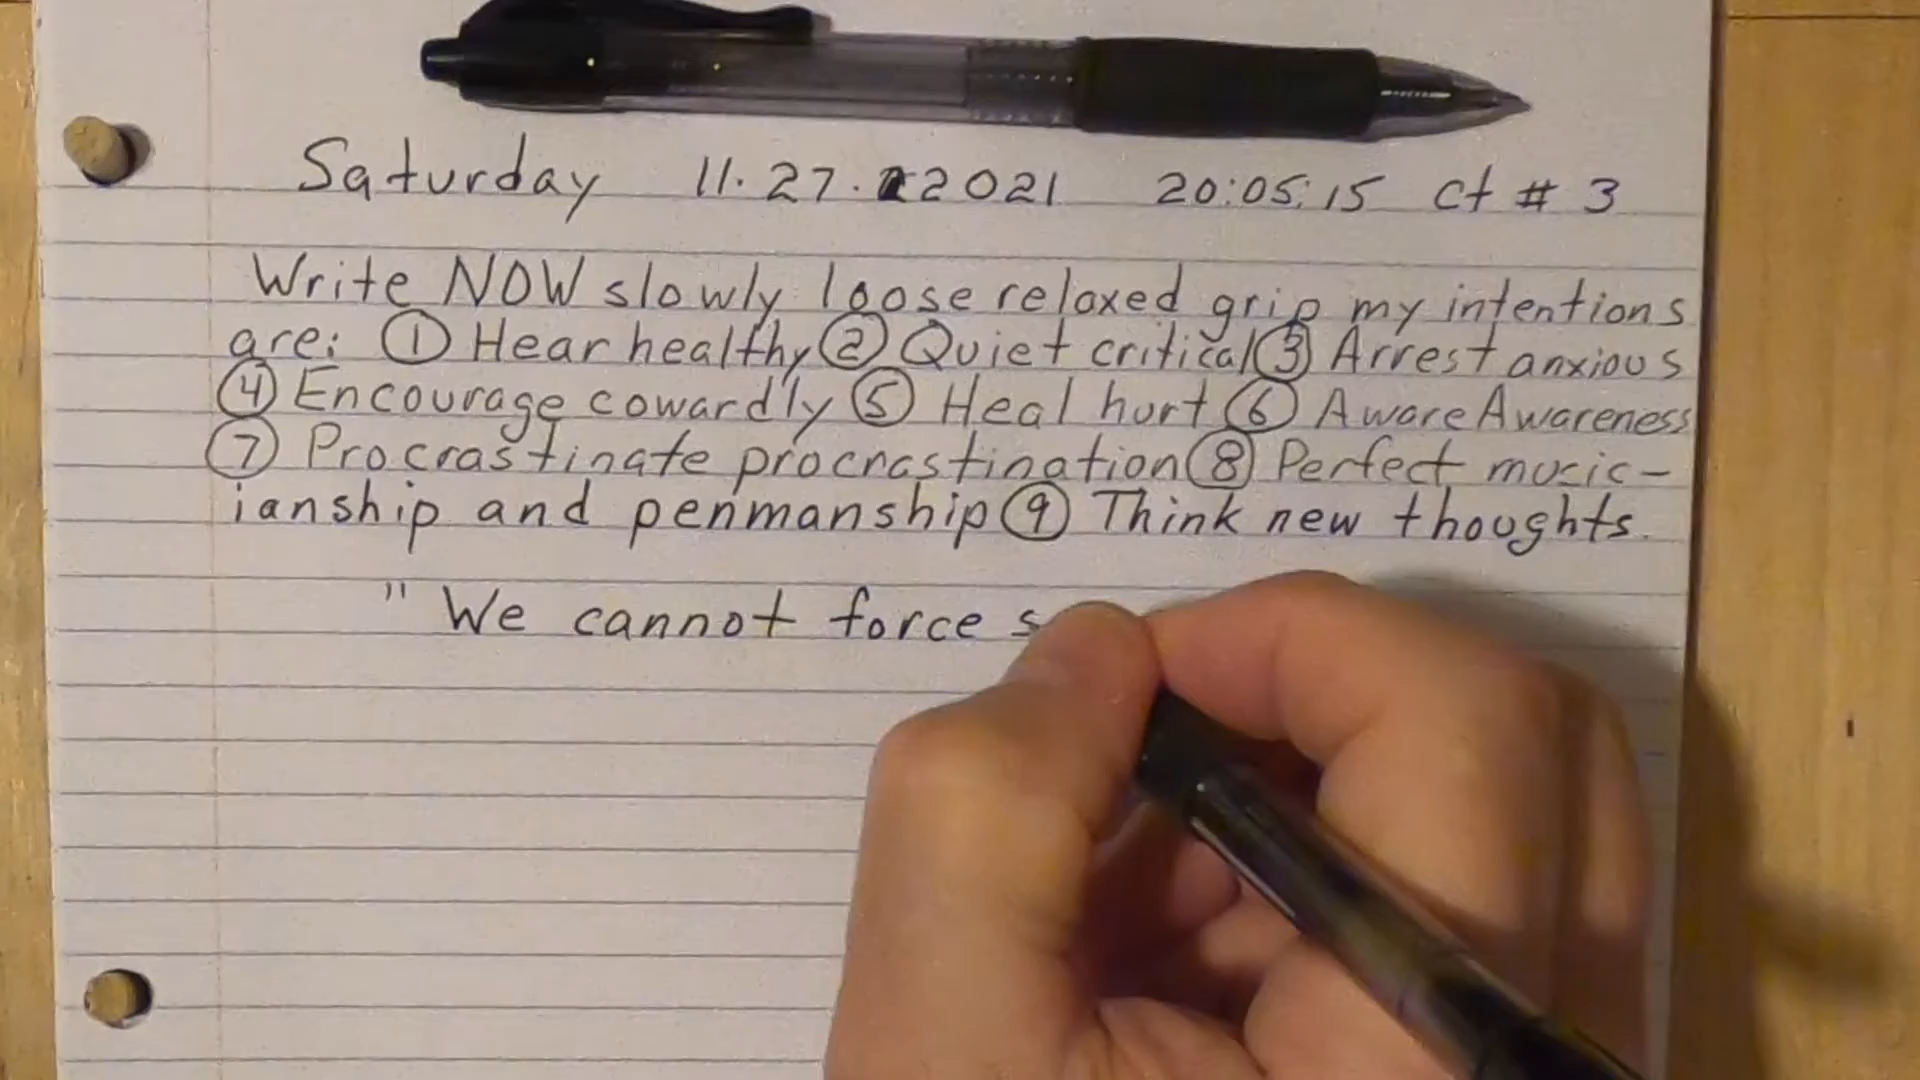 Saturday 11.27.2021 20:05:15 Ct # 3
Write NOW slowly loose relaxed grip my intentions
are: ① Hear healthy ② Quiet critical ③ Arrest anxious
④ Encourage cowardly ⑤ Heal hurt ⑥ Aware Awareness
⑦ Procrastinate procrastination ⑧ Perfect music-
ianship and penmanship ⑨ Think new thoughts.
" We cannot force s